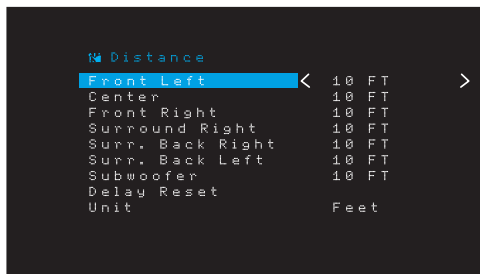 Distance
Front Left < 10 FT >
Center 10 FT
Front Right 10 FT
Surround Right 10 FT
Surr. Back Right 10 FT
Surr. Back Left 10 FT
Subwoofer 10 FT
Delay Reset
Unit Feet